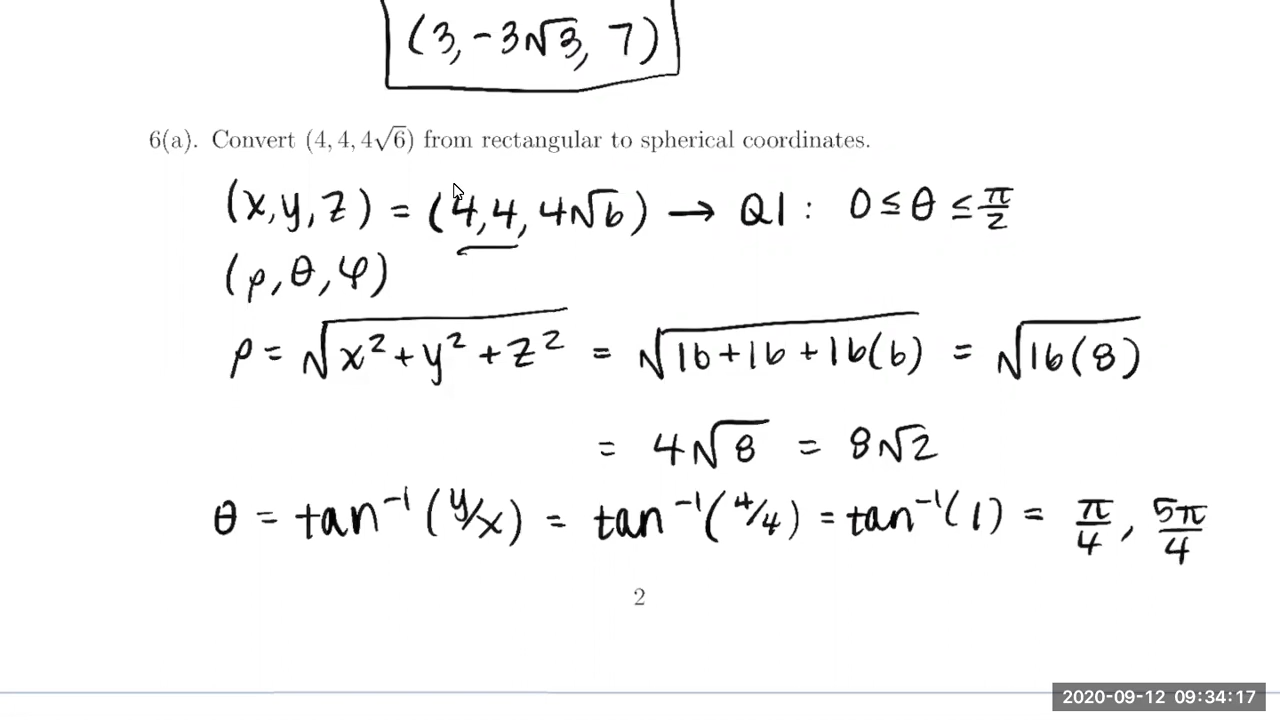 (3, -3√3, 7)
6(a). Convert (4, 4, 4√6) from rectangular to spherical coordinates.
(x, y, z) = (4, 4, 4√6) → Q1 : 0 ≤ θ ≤ π/2
(ρ, θ, φ)
ρ = √(x² + y² + z²) = √(16 + 16 + 16(6)) = √(16(8))
= 4√8 = 8√2
θ = tan⁻¹(y/x) = tan⁻¹(4/4) = tan⁻¹(1) = π/4, 5π/4
2
2020-09-12 09:34:17